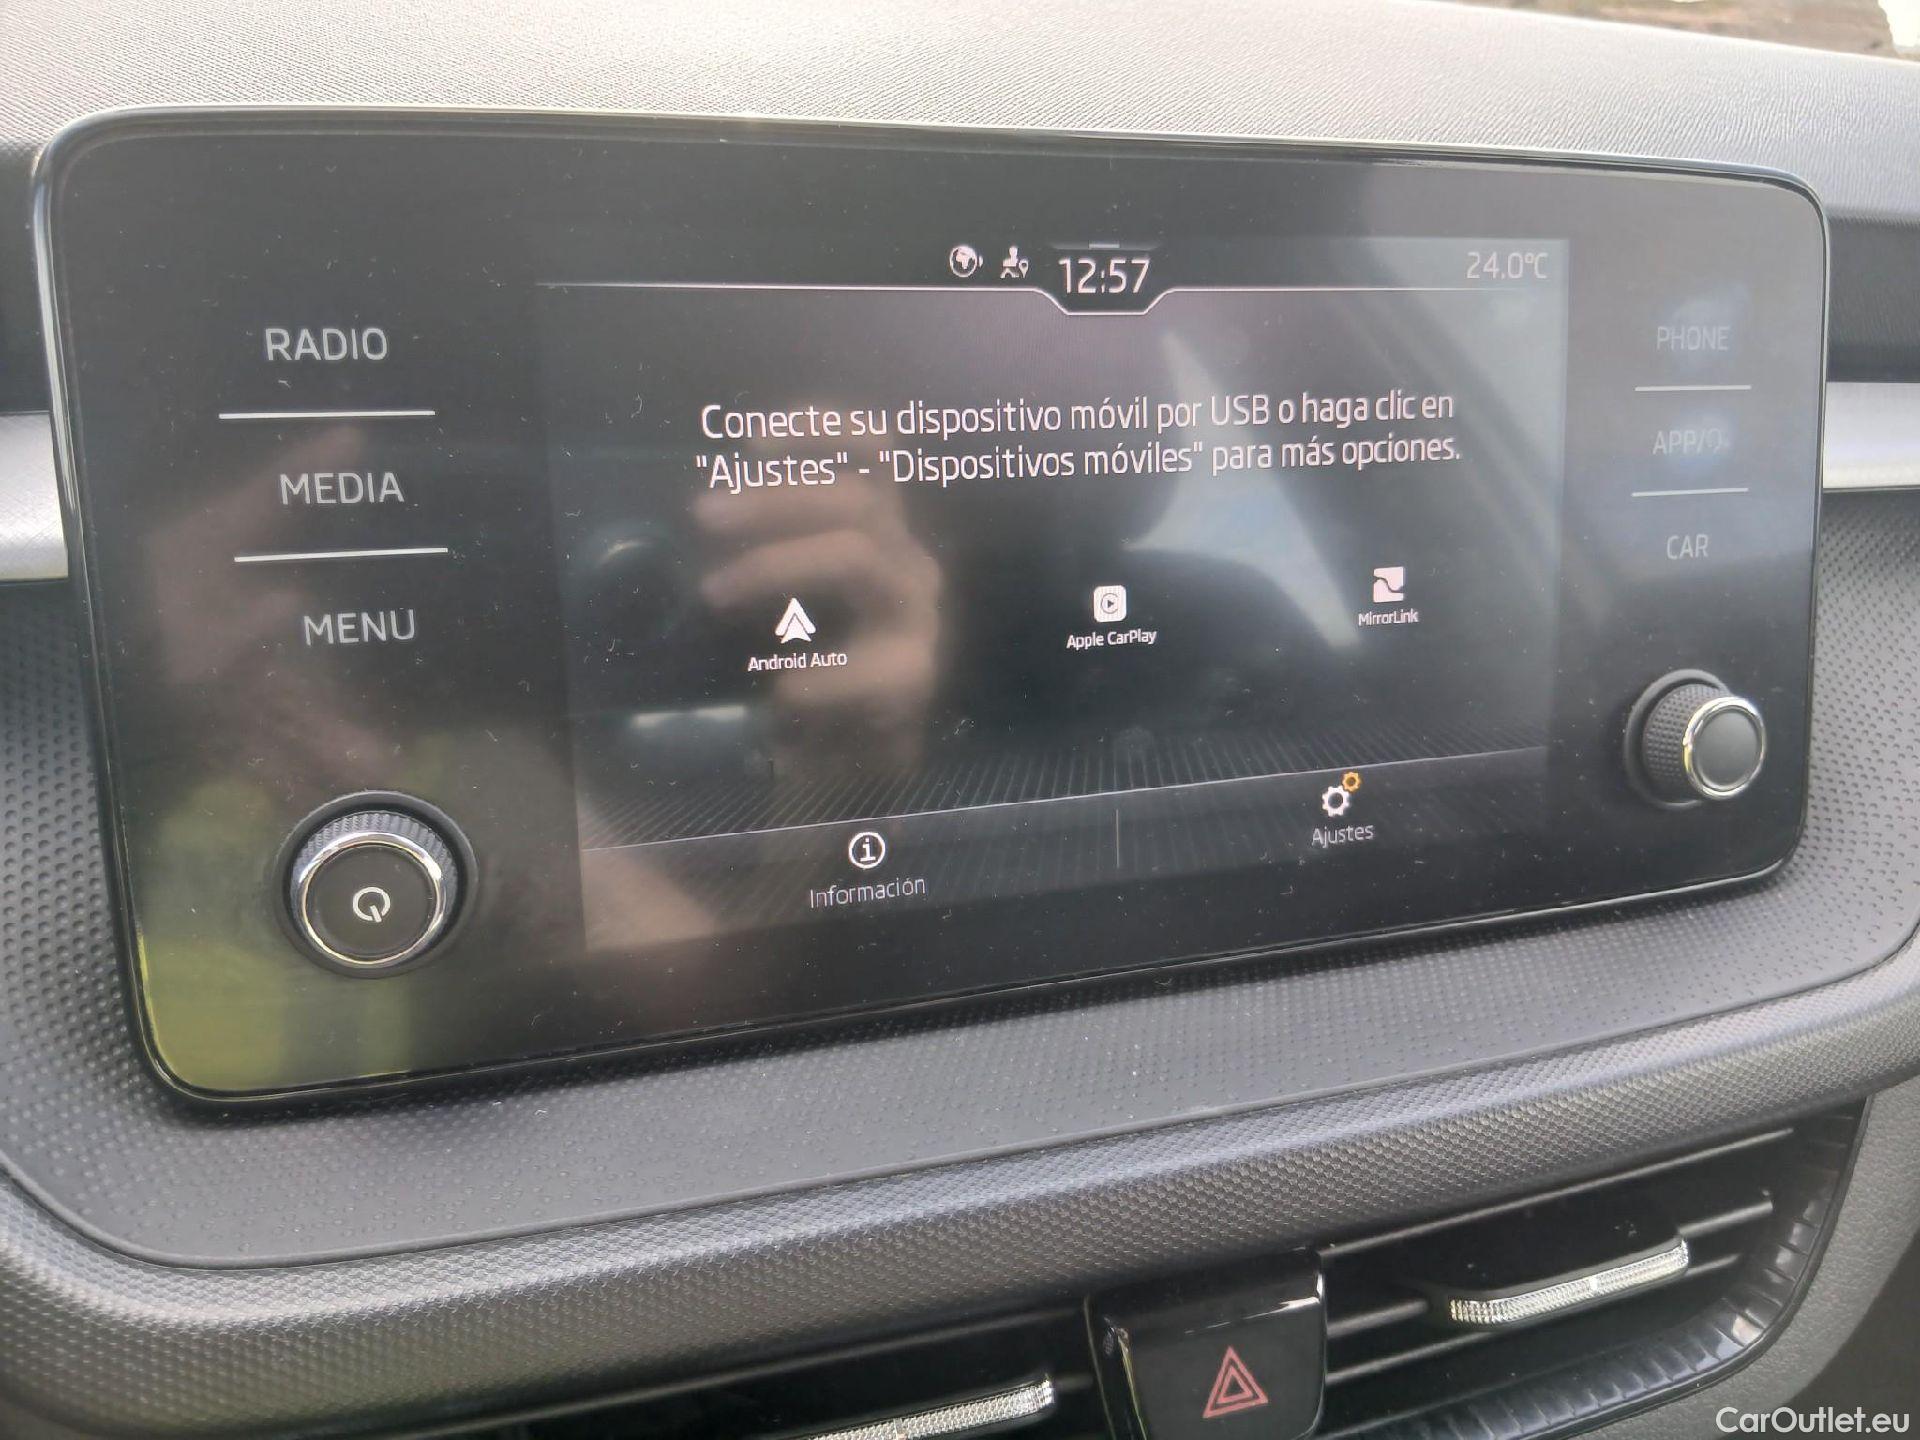 12:57
24.0°C
RADIO
MEDIA
MENU
Conecte su dispositivo móvil por USB o haga clic en
"Ajustes" - "Dispositivos móviles" para más opciones.
Android Auto
Apple CarPlay
MirrorLink
Información
Ajustes
PHONE
APP/
CAR
CarOutlet.eu